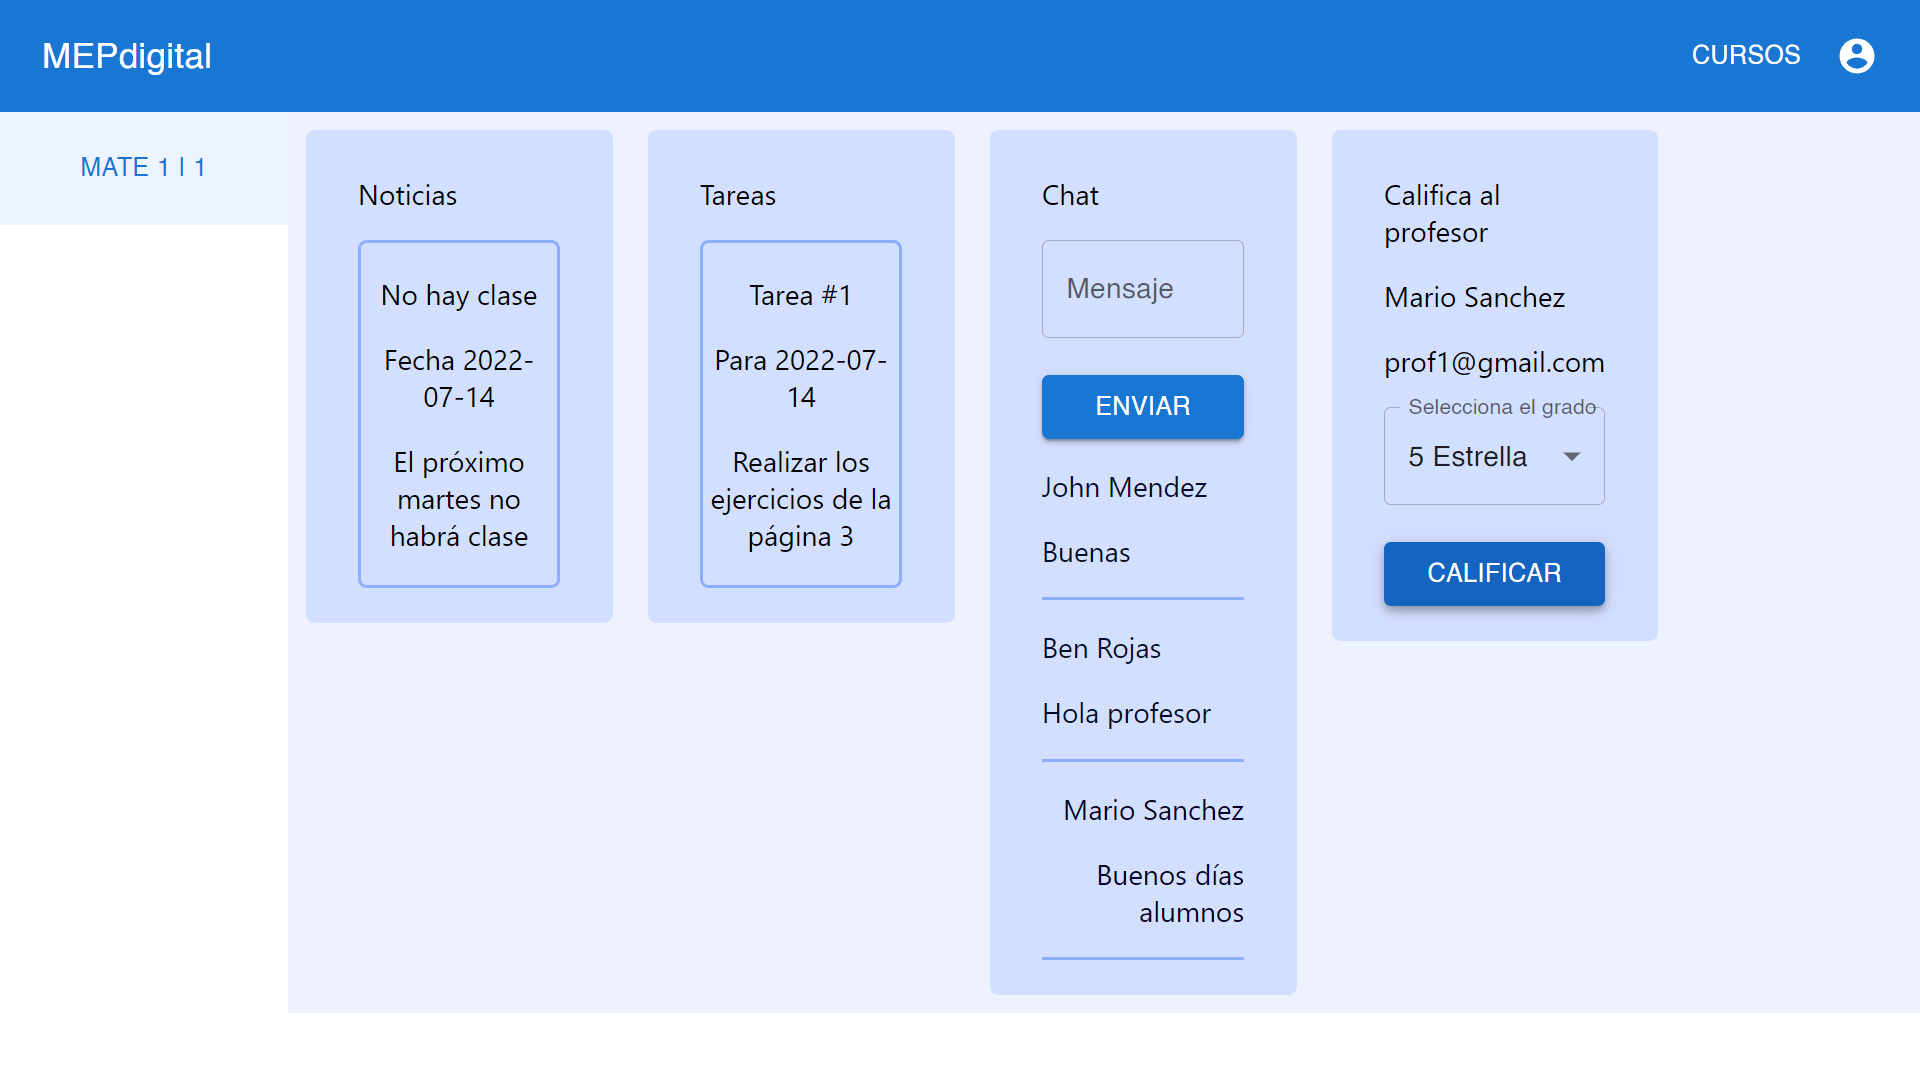 MEPdigital
CURSOS
MATE 1 | 1
Noticias
No hay clase
Fecha 2022-
07-14
El próximo
martes no
habrá clase
Tareas
Tarea #1
Para 2022-07-
14
Realizar los
ejercicios de la
página 3
Chat
Mensaje
ENVIAR
John Mendez
Buenas
Ben Rojas
Hola profesor
Mario Sanchez
Buenos días
alumnos
Califica al
profesor
Mario Sanchez
prof1@gmail.com
Selecciona el grado
5 Estrella
CALIFICAR